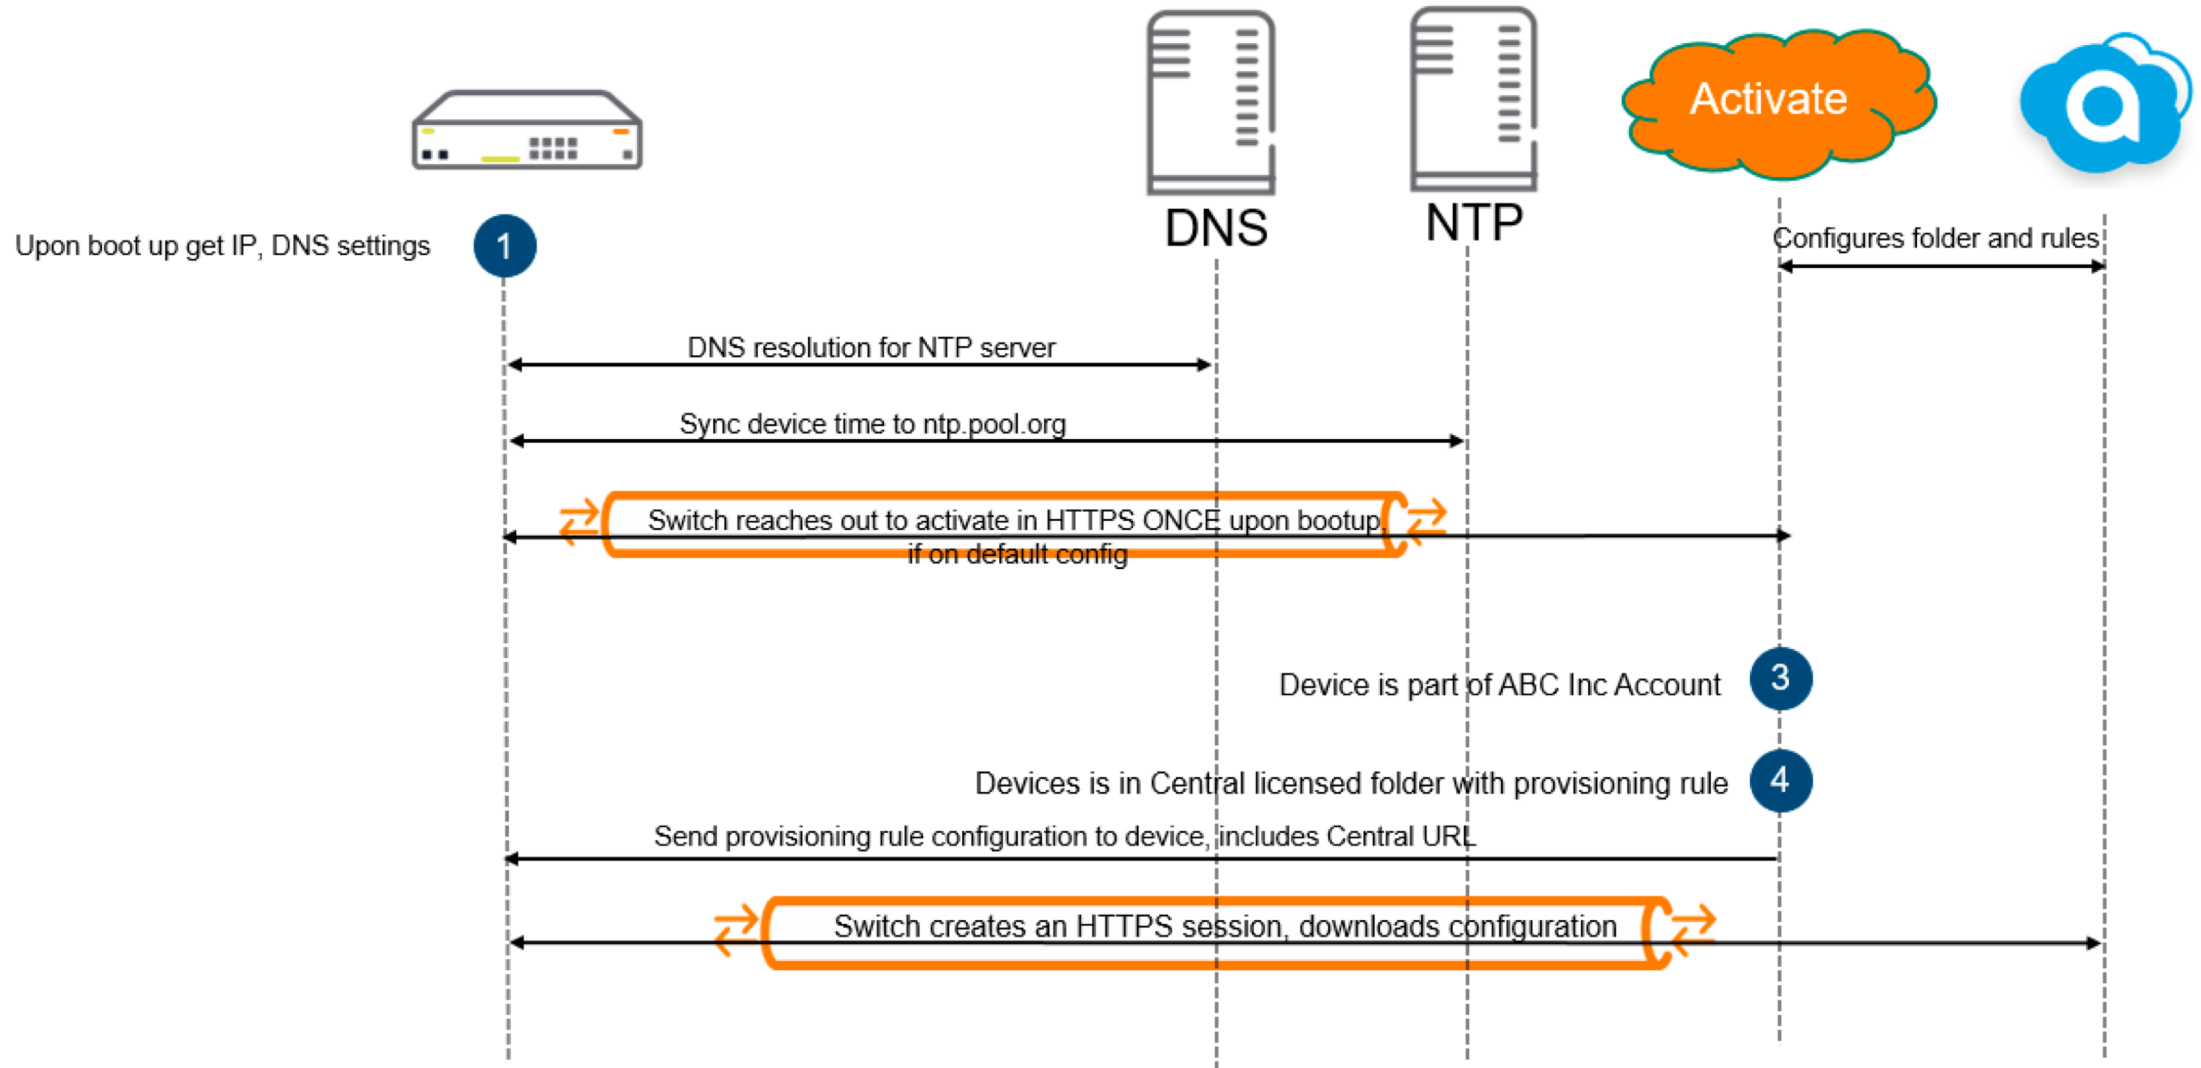 Activate
a
DNS
NTP
Upon boot up get IP, DNS settings
1
Configures folder and rules
DNS resolution for NTP server
Sync device time to ntp.pool.org
Switch reaches out to activate in HTTPS ONCE upon bootup,
if on default config
Device is part of ABC Inc Account
3
Devices is in Central licensed folder with provisioning rule
4
Send provisioning rule configuration to device, includes Central URL
Switch creates an HTTPS session, downloads configuration